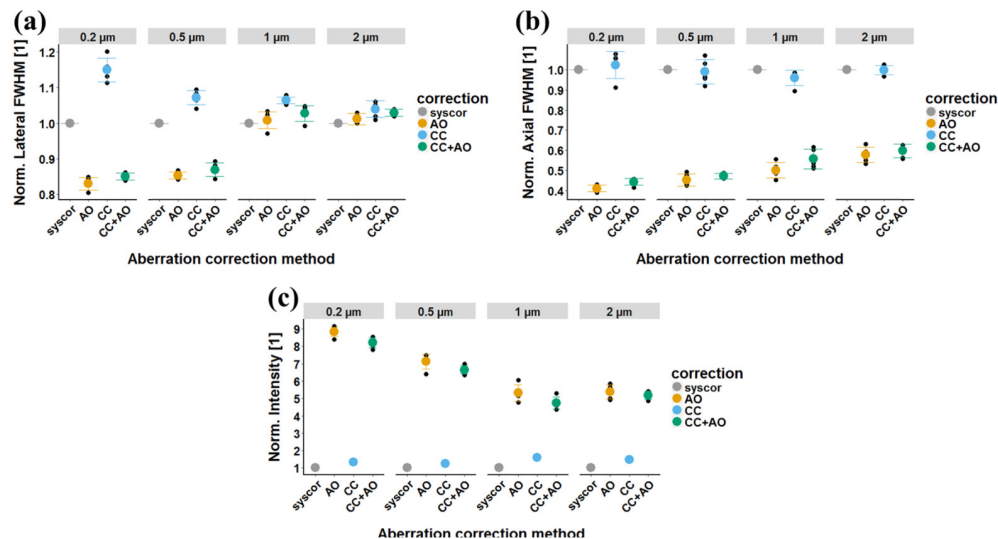 (a)
0.2 µm 0.5 µm 1 µm 2 µm
Norm. Lateral FWHM [1]
1.2
1.1
1.0
0.9
0.8
correction
syscor
AO
CC
CC+AO
syscor AO CC CC+AO syscor AO CC CC+AO syscor AO CC CC+AO syscor AO CC CC+AO
Aberration correction method
(b)
0.2 µm 0.5 µm 1 µm 2 µm
Norm. Axial FWHM [1]
1.0
0.9
0.8
0.7
0.6
0.5
0.4
correction
syscor
AO
CC
CC+AO
syscor AO CC CC+AO syscor AO CC CC+AO syscor AO CC CC+AO syscor AO CC CC+AO
Aberration correction method
(c)
0.2 µm 0.5 µm 1 µm 2 µm
Norm. Intensity [1]
9
8
7
6
5
4
3
2
1
correction
syscor
AO
CC
CC+AO
syscor AO CC CC+AO syscor AO CC CC+AO syscor AO CC CC+AO syscor AO CC CC+AO
Aberration correction method